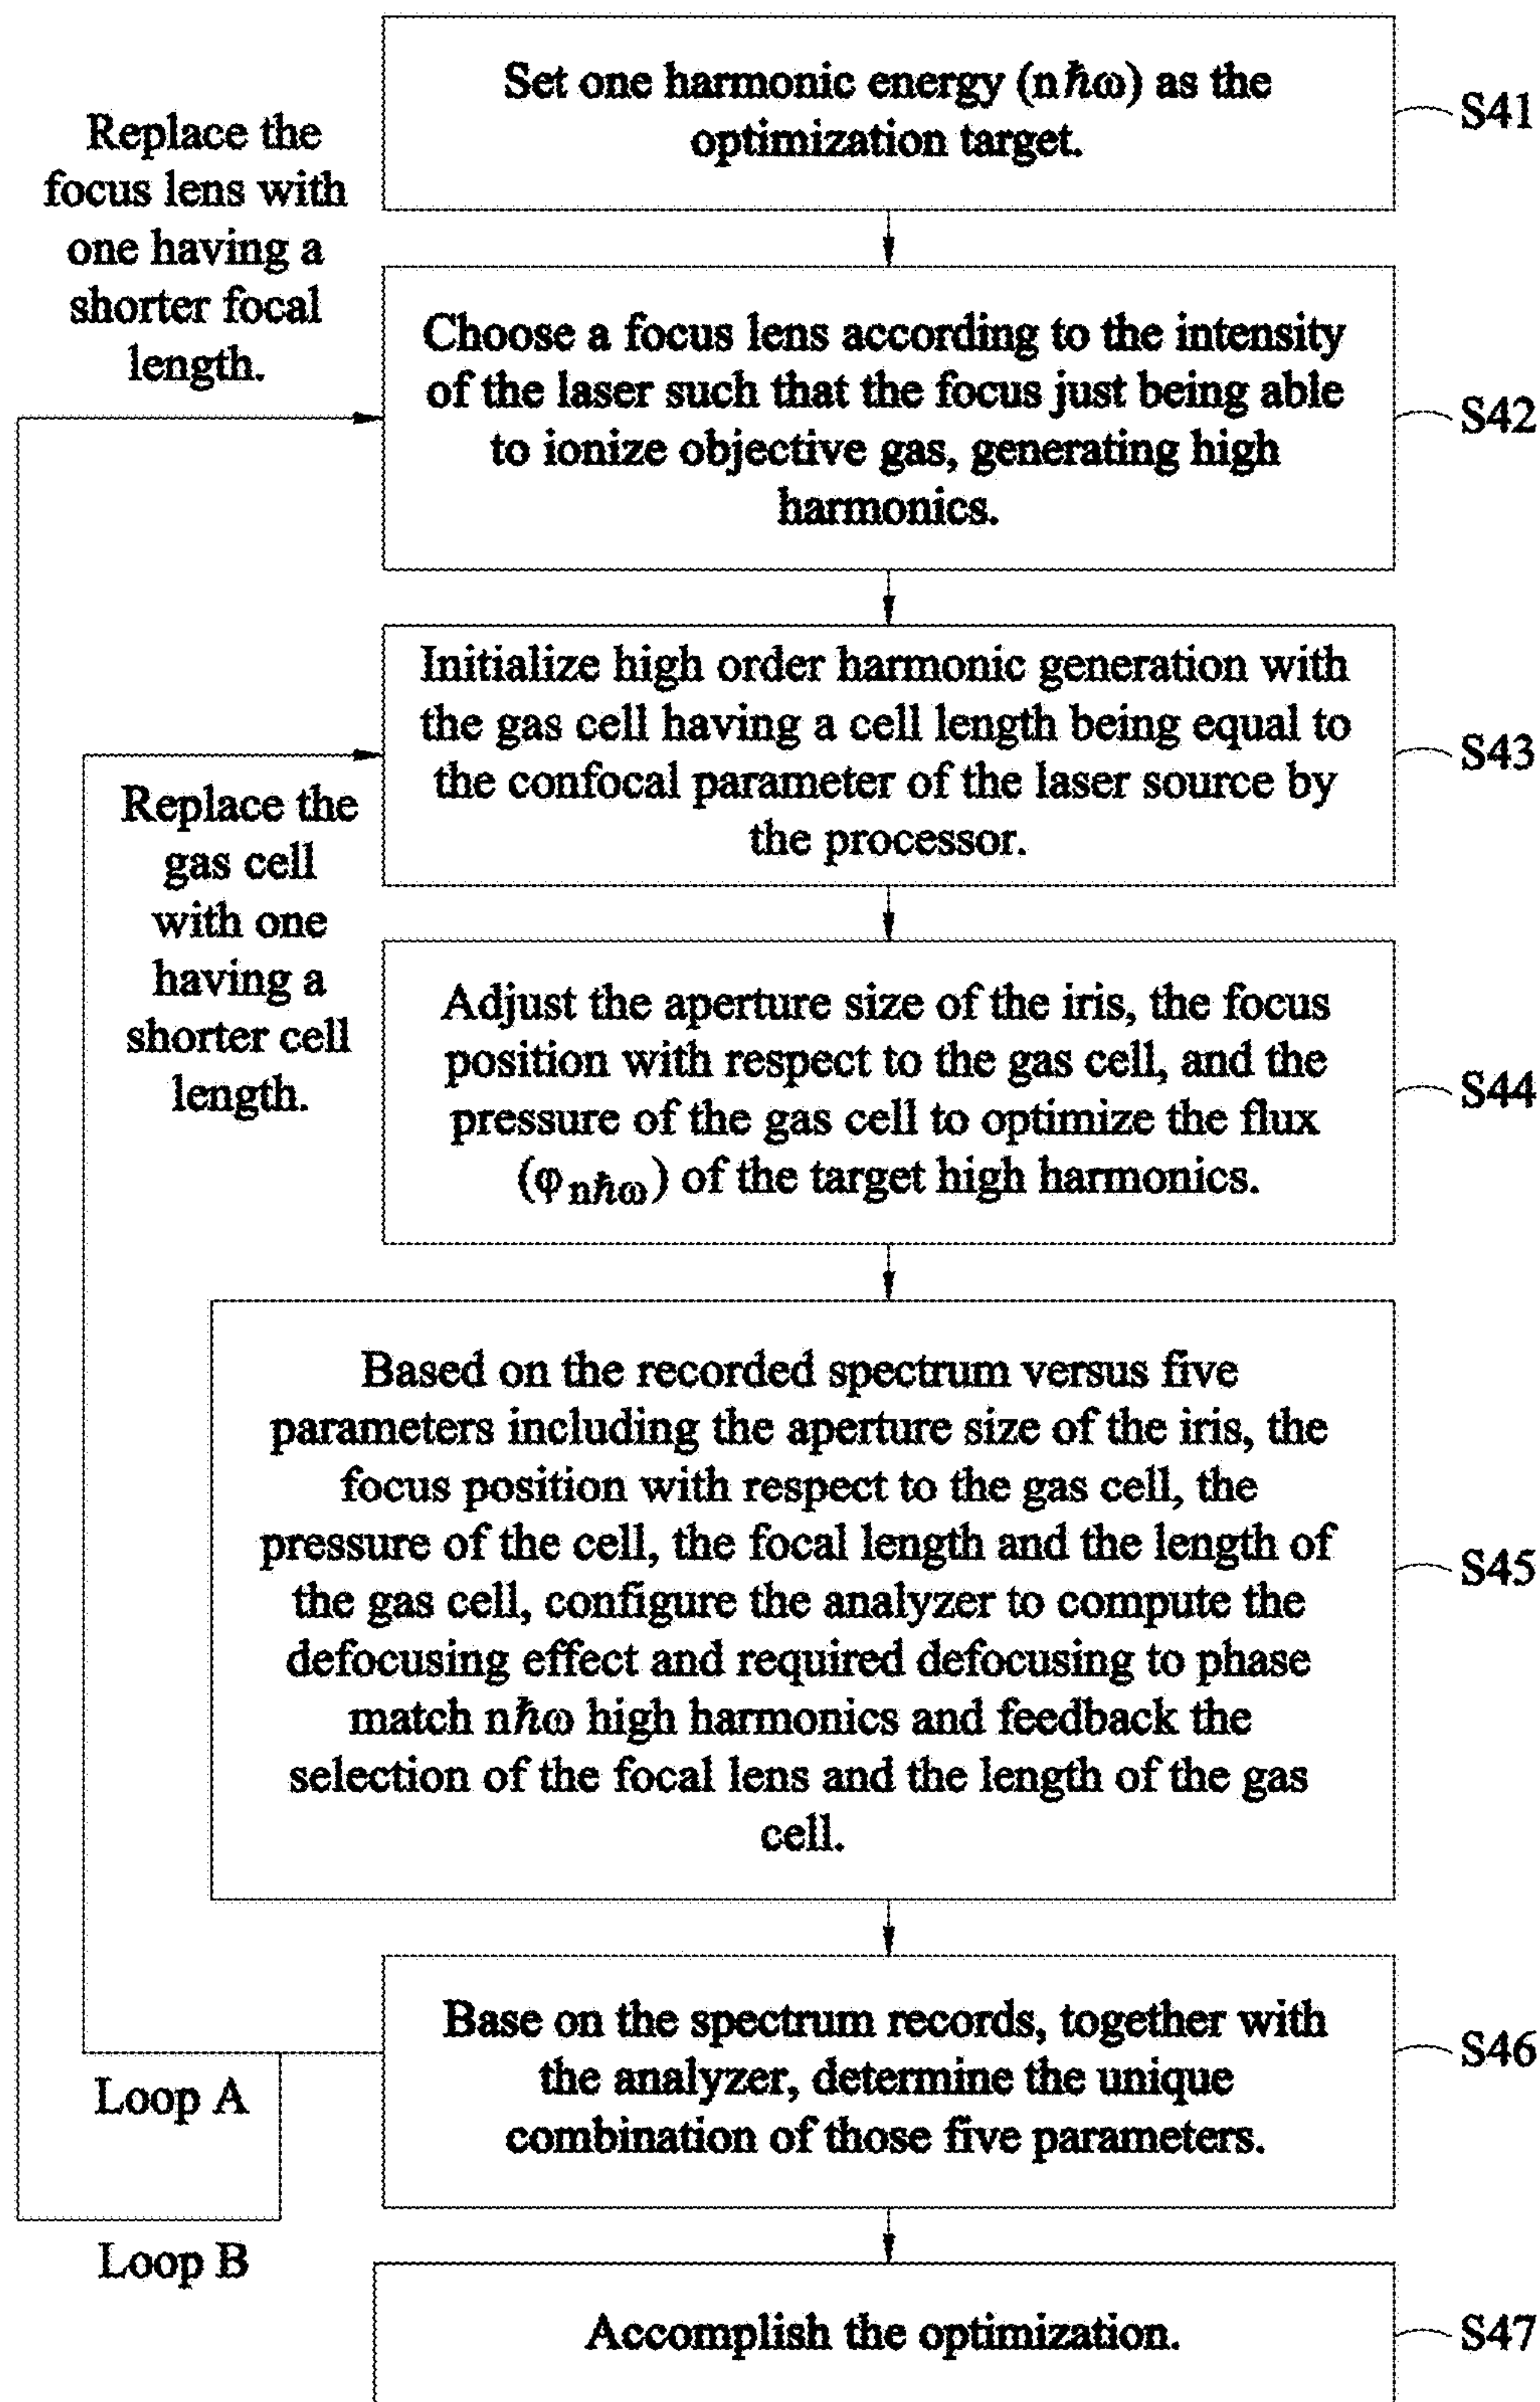 Set one harmonic energy (nℏω) as the
optimization target.
S41
Replace the
focus lens with
one having a
shorter focal
length.
Choose a focus lens according to the intensity
of the laser such that the focus just being able
to ionize objective gas, generating high
harmonics.
S42
Initialize high order harmonic generation with
the gas cell having a cell length being equal to
the confocal parameter of the laser source by
the processor.
S43
Replace the
gas cell
with one
having a
shorter cell
length.
Adjust the aperture size of the iris, the focus
position with respect to the gas cell, and the
pressure of the gas cell to optimize the flux
(φnℏω) of the target high harmonics.
S44
Based on the recorded spectrum versus five
parameters including the aperture size of the iris, the
focus position with respect to the gas cell, the
pressure of the cell, the focal length and the length of
the gas cell, configure the analyzer to compute the
defocusing effect and required defocusing to phase
match nℏω high harmonics and feedback the
selection of the focal lens and the length of the gas
cell.
S45
Base on the spectrum records, together with
the analyzer, determine the unique
combination of those five parameters.
S46
Loop A
Loop B
Accomplish the optimization.
S47